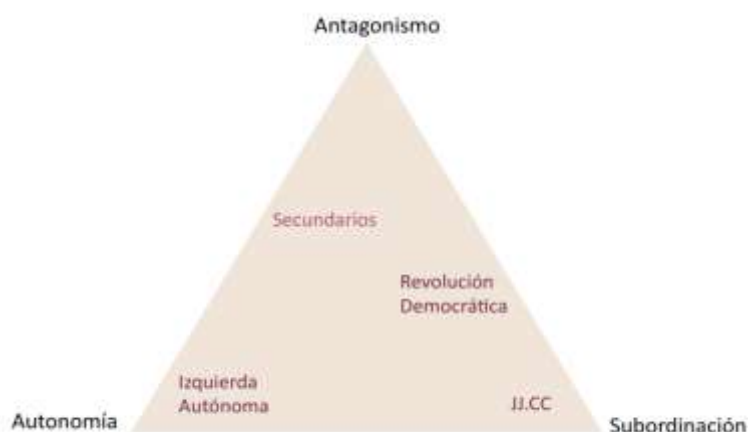 Antagonismo
Secundarios
Revolución
Democrática
Izquierda
Autónoma
JJ.CC
Autonomía
Subordinación